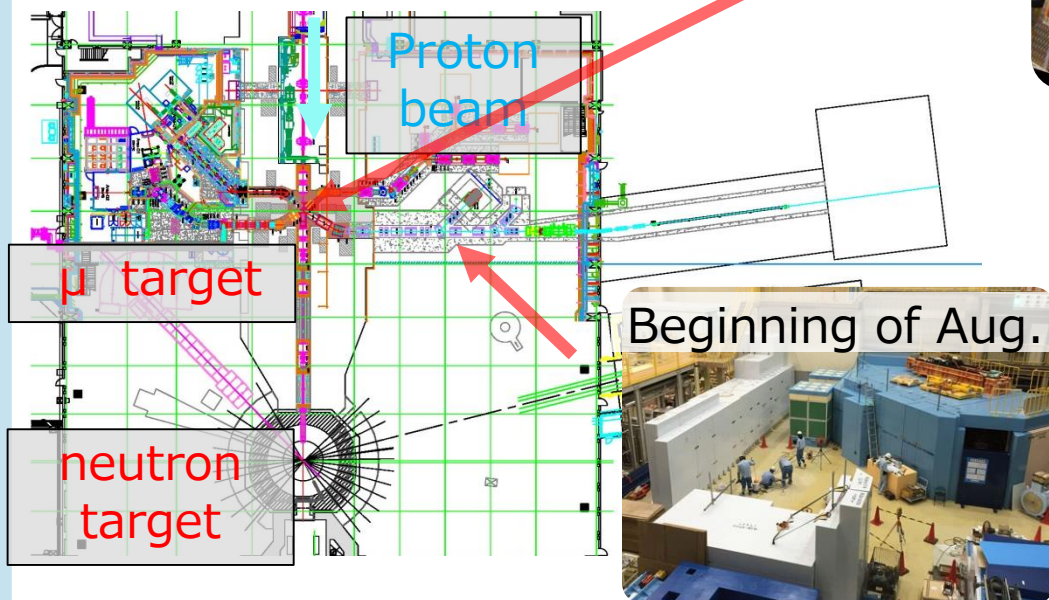 Proton
beam
μ target
Beginning of Aug.
neutron
target